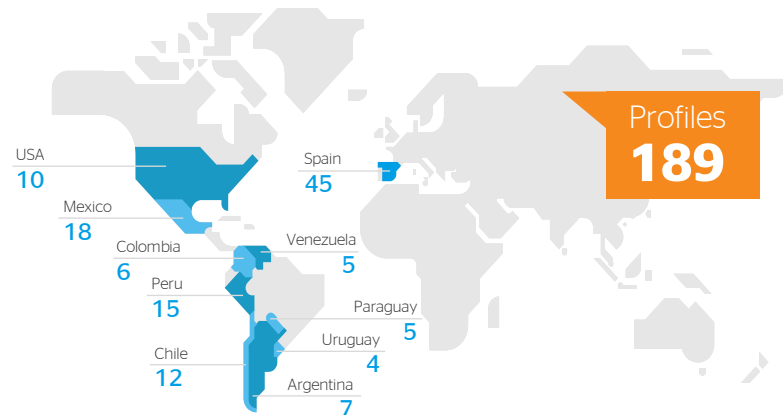 Profiles
189
USA
10
Spain
45
Mexico
18
Colombia
6
Venezuela
5
Peru
15
Paraguay
5
Uruguay
4
Chile
12
Argentina
7